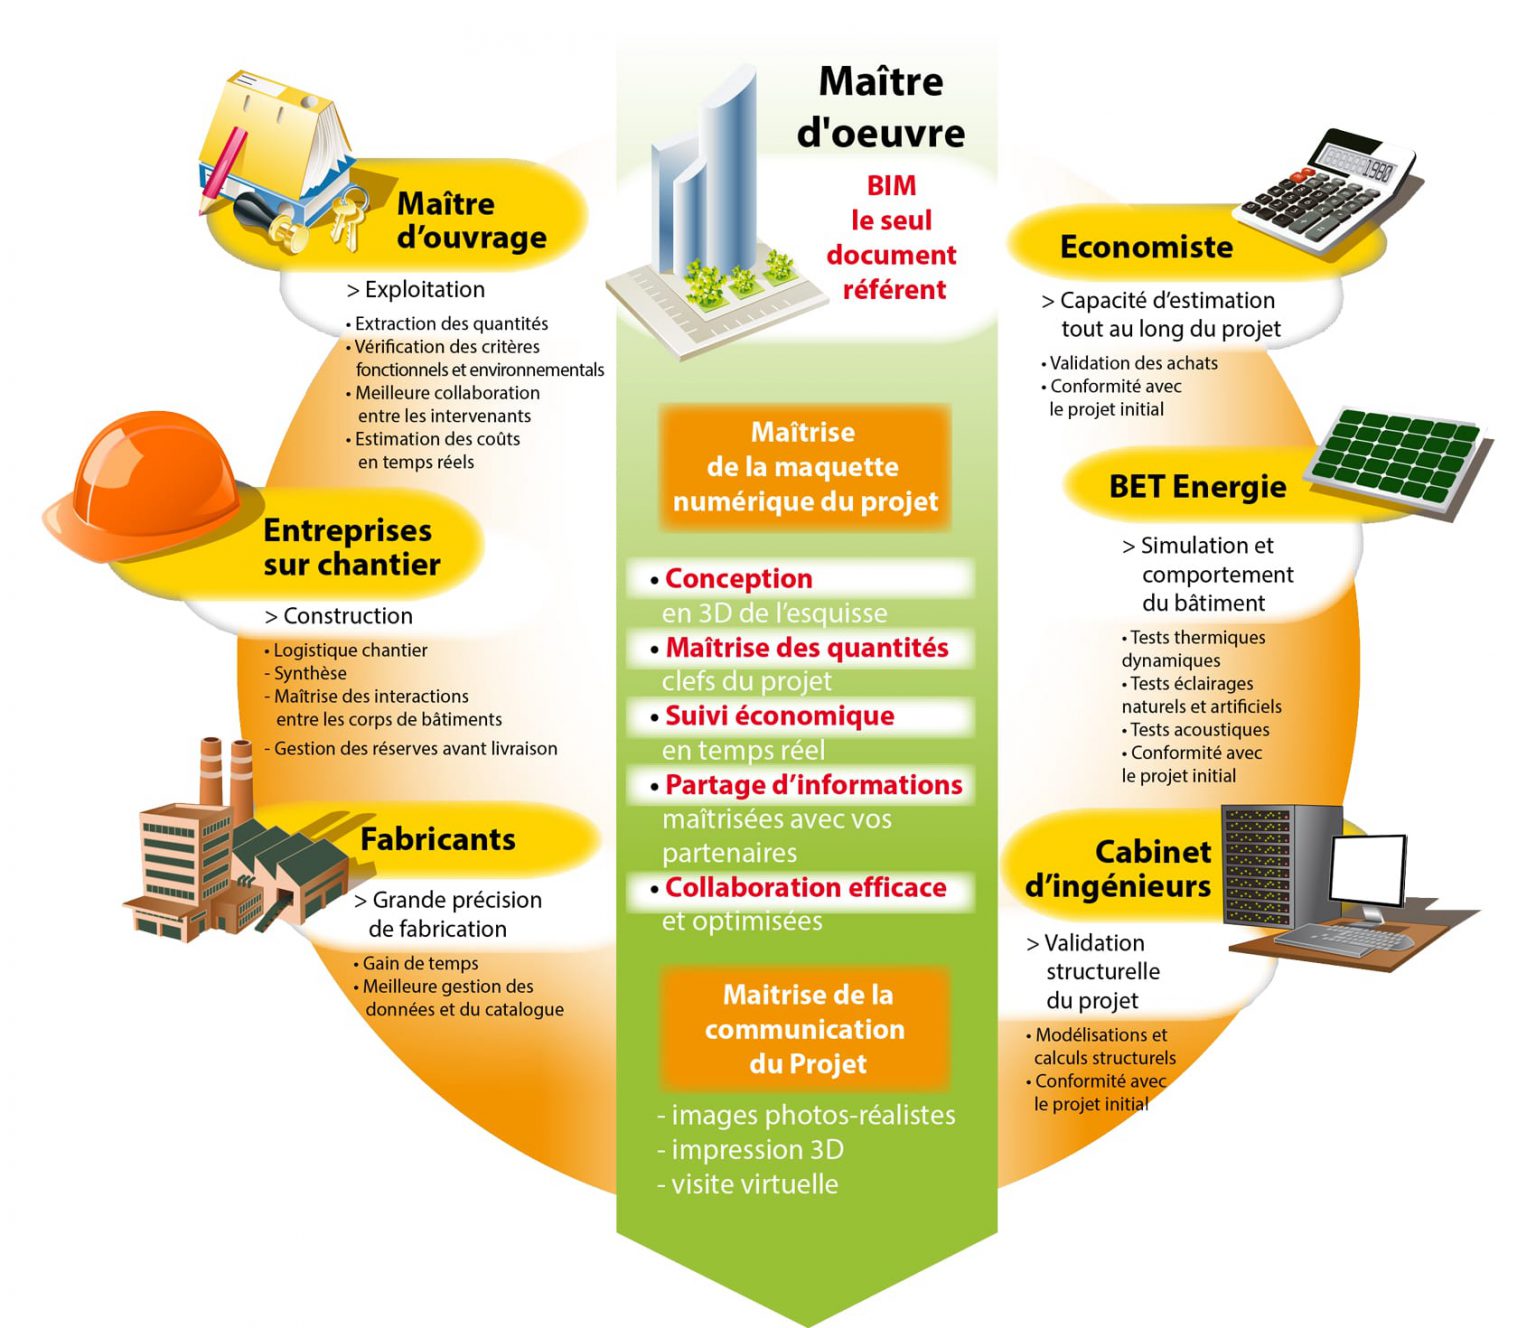 Maître
d'oeuvre
BIM
le seul
document
référent
Maîtrise
de la maquette
numérique du projet
• Conception
en 3D de l'esquisse
• Maîtrise des quantités
clefs du projet
• Suivi économique
en temps réel
• Partage d'informations
maîtrisées avec vos
partenaires
• Collaboration efficace
et optimisées
Maitrise de la
communication
du Projet
- images photos-réalistes
- impression 3D
- visite virtuelle
Maître
d'ouvrage
> Exploitation
• Extraction des quantités
• Vérification des critères
fonctionnels et environnementals
• Meilleure collaboration
entre les intervenants
• Estimation des coûts
en temps réels
Entreprises
sur chantier
> Construction
• Logistique chantier
- Synthèse
- Maîtrise des interactions
entre les corps de bâtiments
- Gestion des réserves avant livraison
Fabricants
> Grande précision
de fabrication
• Gain de temps
• Meilleure gestion des
données et du catalogue
1980
Economiste
> Capacité d'estimation
tout au long du projet
• Validation des achats
• Conformité avec
le projet initial
BET Energie
> Simulation et
comportement
du bâtiment
• Tests thermiques
dynamiques
• Tests éclairages
naturels et artificiels
• Tests acoustiques
• Conformité avec
le projet initial
Cabinet
d'ingénieurs
> Validation
structurelle
du projet
• Modélisations et
calculs structurels
• Conformité avec
le projet initial